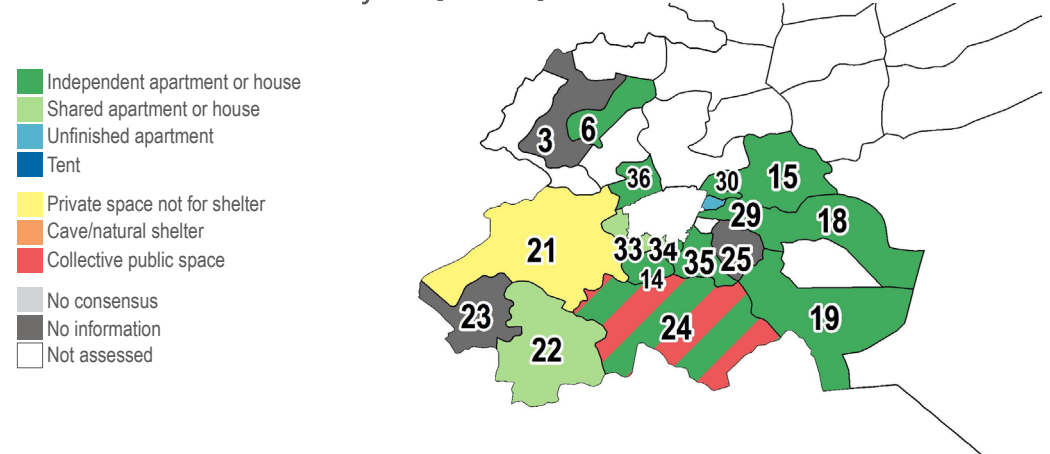 Independent apartment or house
Shared apartment or house
Unfinished apartment
Tent
Private space not for shelter
Cave/natural shelter
Collective public space
No consensus
No information
Not assessed
3
6
36
30
15
29
18
21
33
34
35
25
14
23
24
19
22